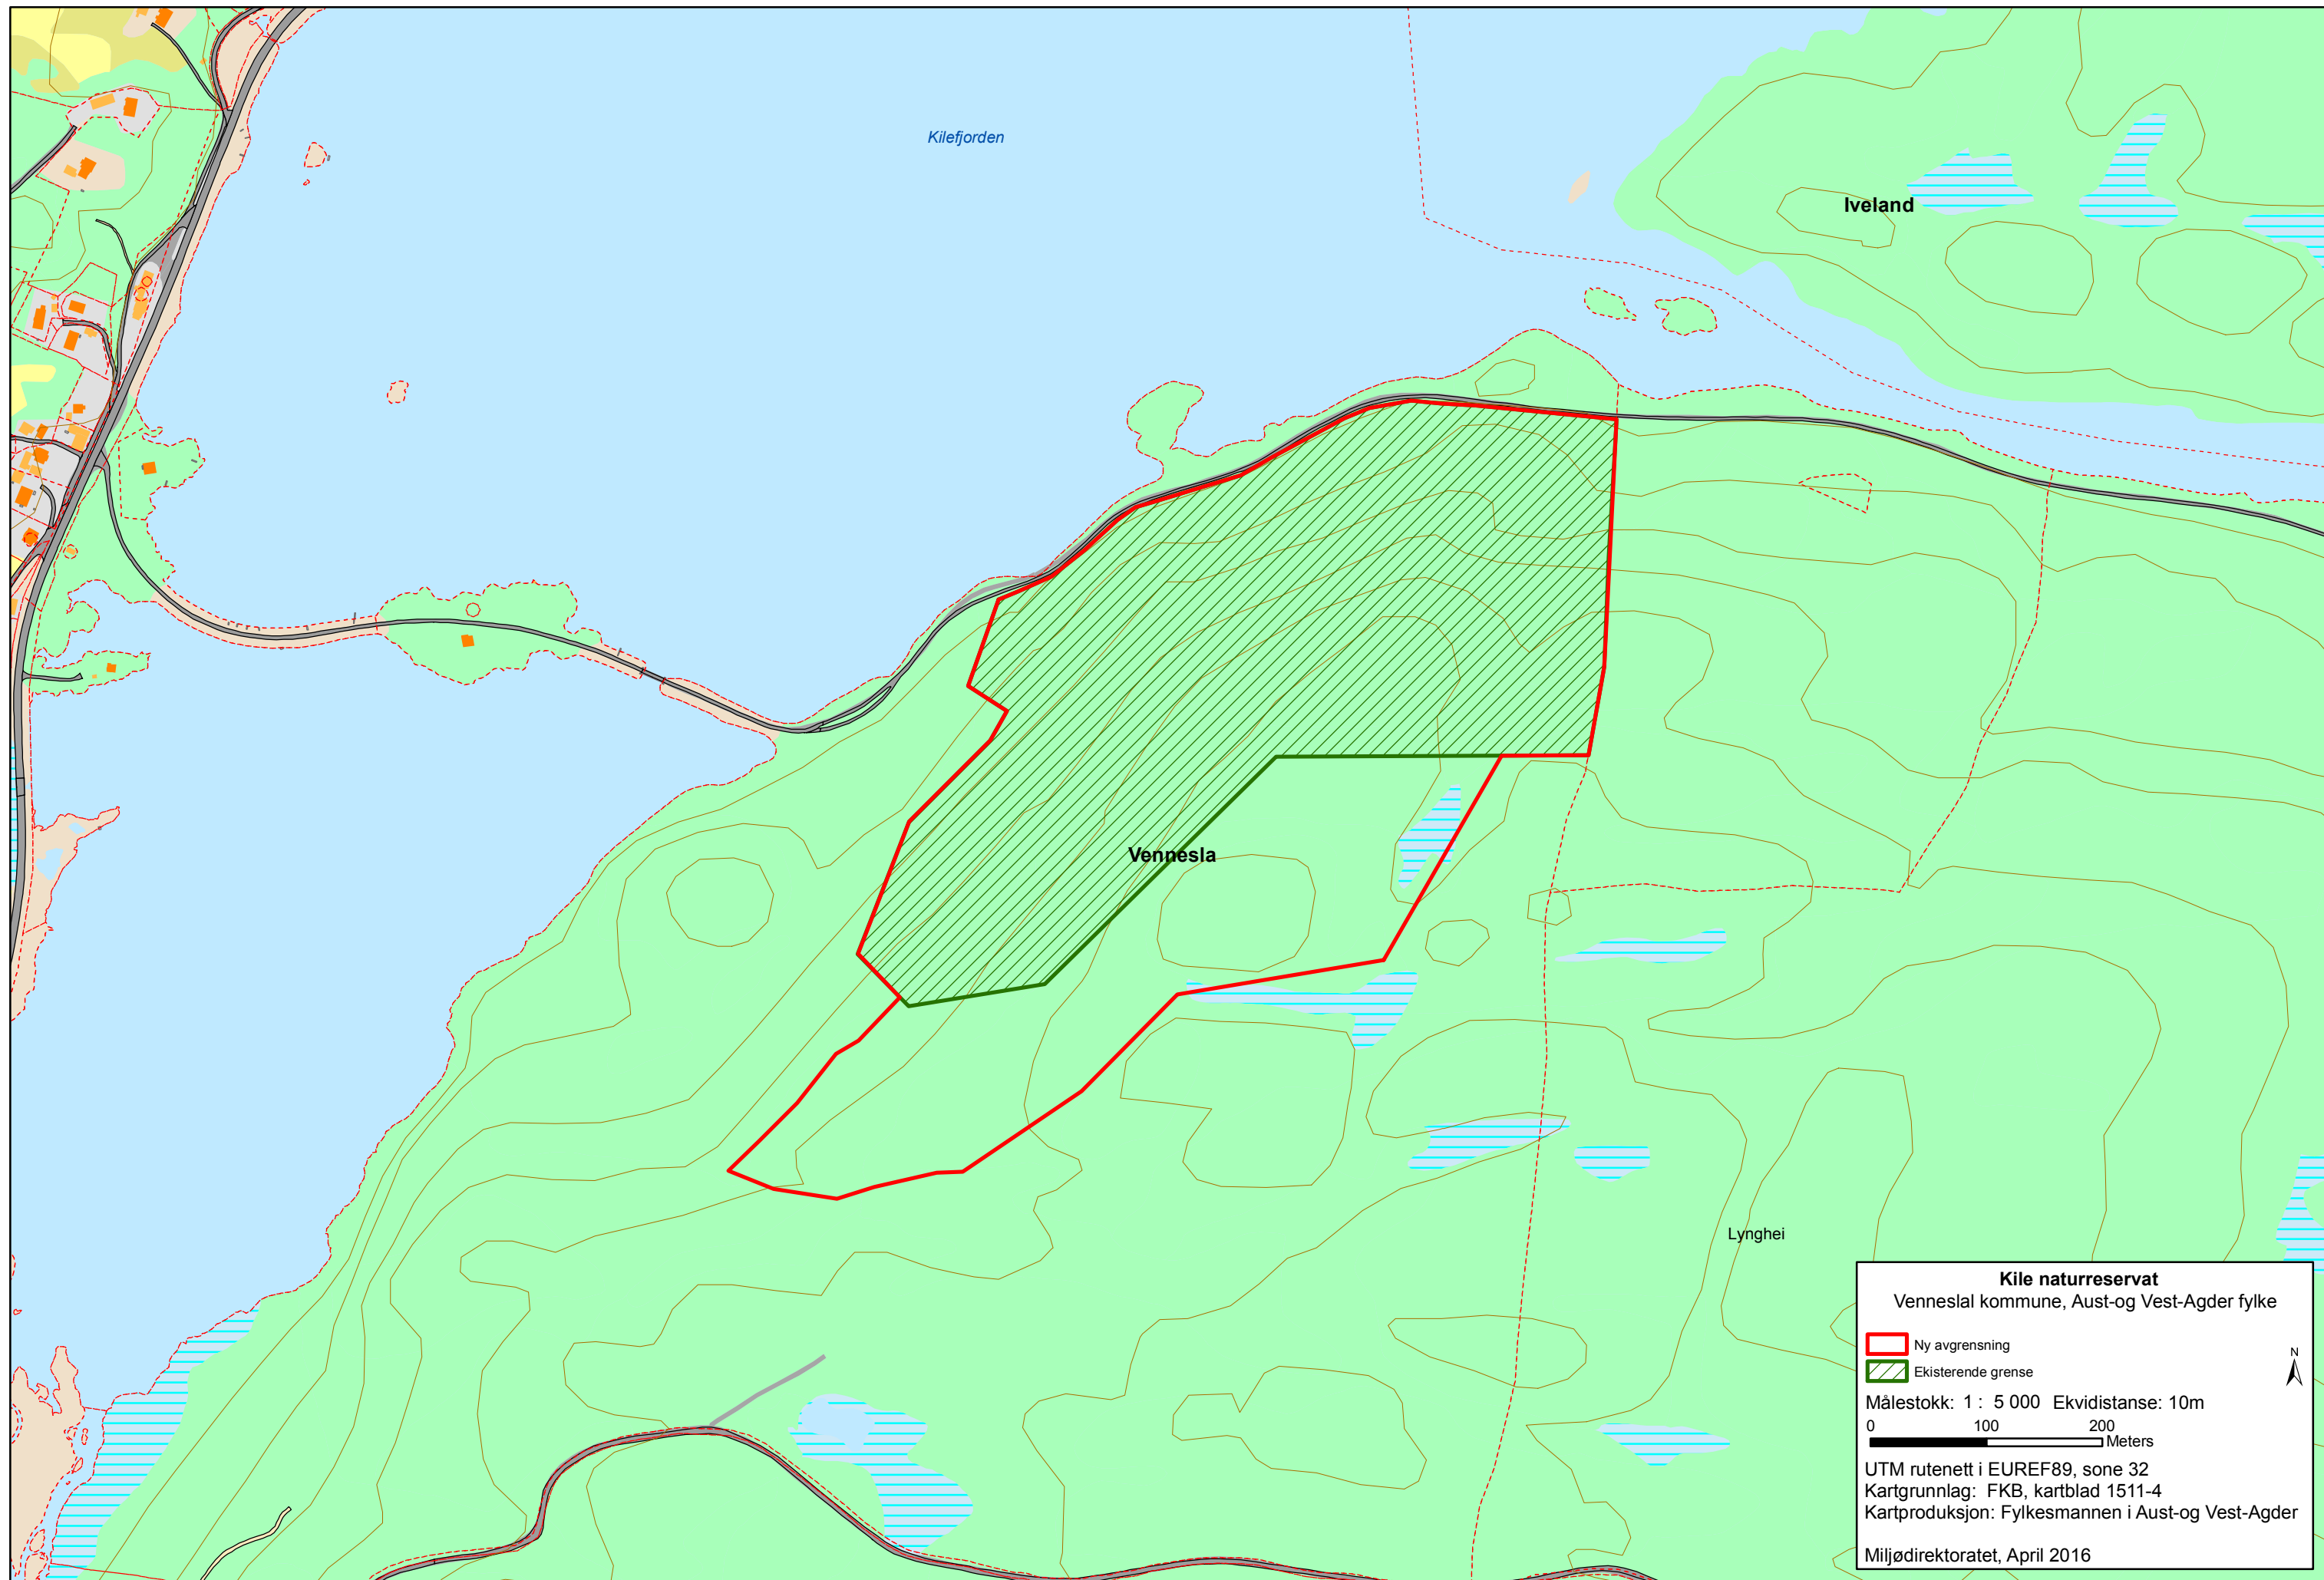 Kilefjorden
Iveland
Vennesla
Lynghei
Kile naturreservat
Venneslal kommune, Aust-og Vest-Agder fylke
Ny avgrensning
Ekisterende grense
N
Målestokk: 1 : 5 000 Ekvidistanse: 10m
0 100 200
Meters
UTM rutenett i EUREF89, sone 32
Kartgrunnlag: FKB, kartblad 1511-4
Kartproduksjon: Fylkesmannen i Aust-og Vest-Agder
Miljødirektoratet, April 2016